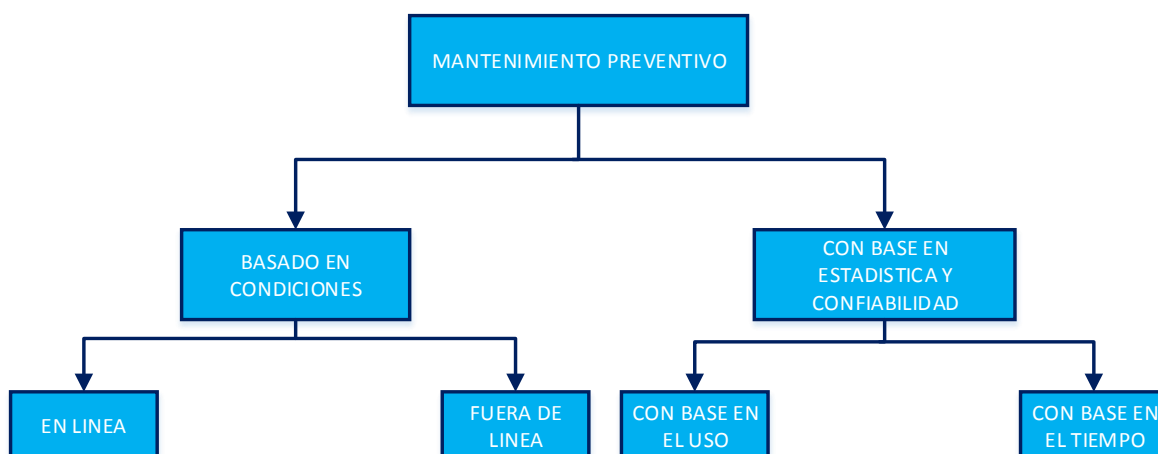 MANTENIMIENTO PREVENTIVO
BASADO EN
CONDICIONES
CON BASE EN
ESTADISTICA Y
CONFIABILIDAD
EN LINEA
FUERA DE
LINEA
CON BASE EN
EL USO
CON BASE EN
EL TIEMPO